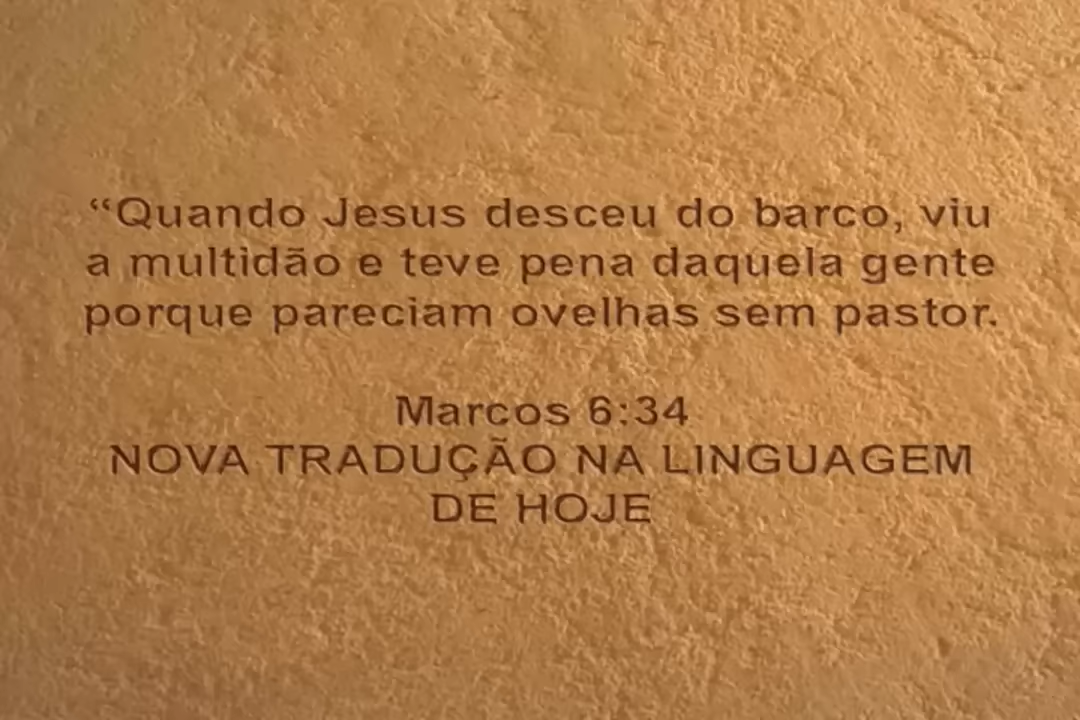 “Quando Jesus desceu do barco, viu
a multidão e teve pena daquela gente
porque pareciam ovelhas sem pastor.
Marcos 6:34
NOVA TRADUÇÃO NA LINGUAGEM
DE HOJE